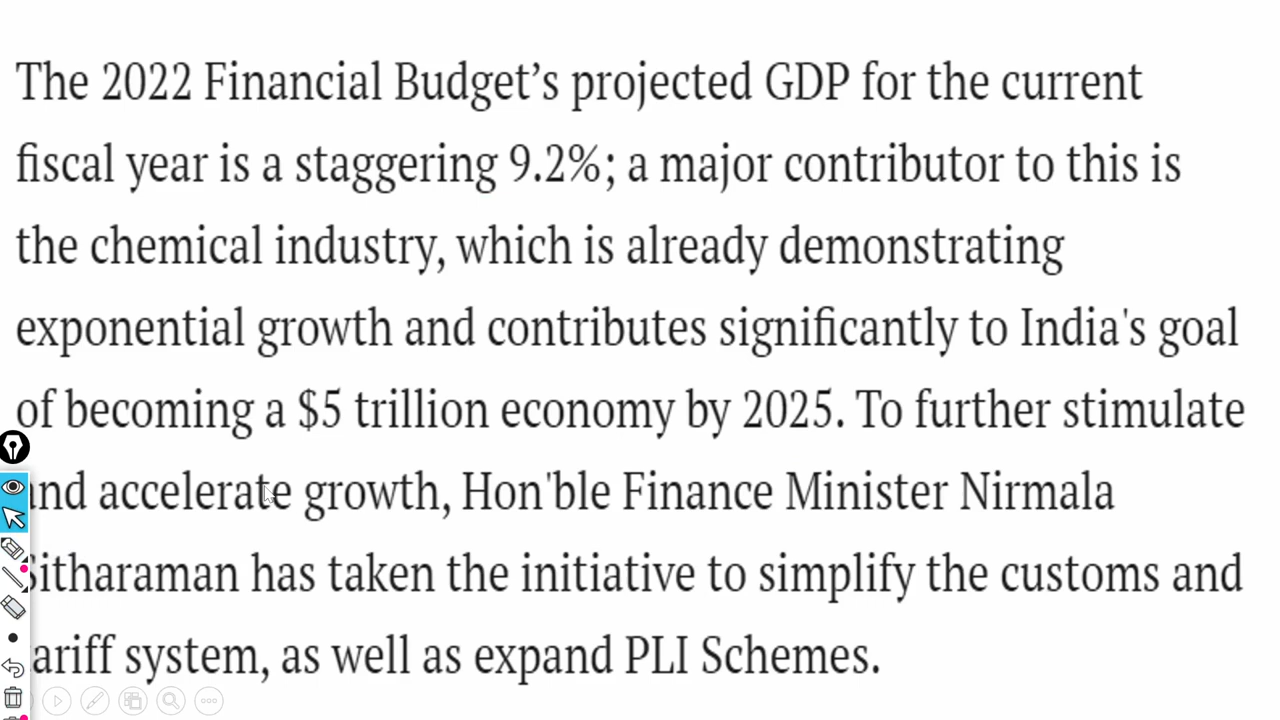 The 2022 Financial Budget’s projected GDP for the current
fiscal year is a staggering 9.2%; a major contributor to this is
the chemical industry, which is already demonstrating
exponential growth and contributes significantly to India's goal
of becoming a $5 trillion economy by 2025. To further stimulate
and accelerate growth, Hon'ble Finance Minister Nirmala
Sitharaman has taken the initiative to simplify the customs and
tariff system, as well as expand PLI Schemes.